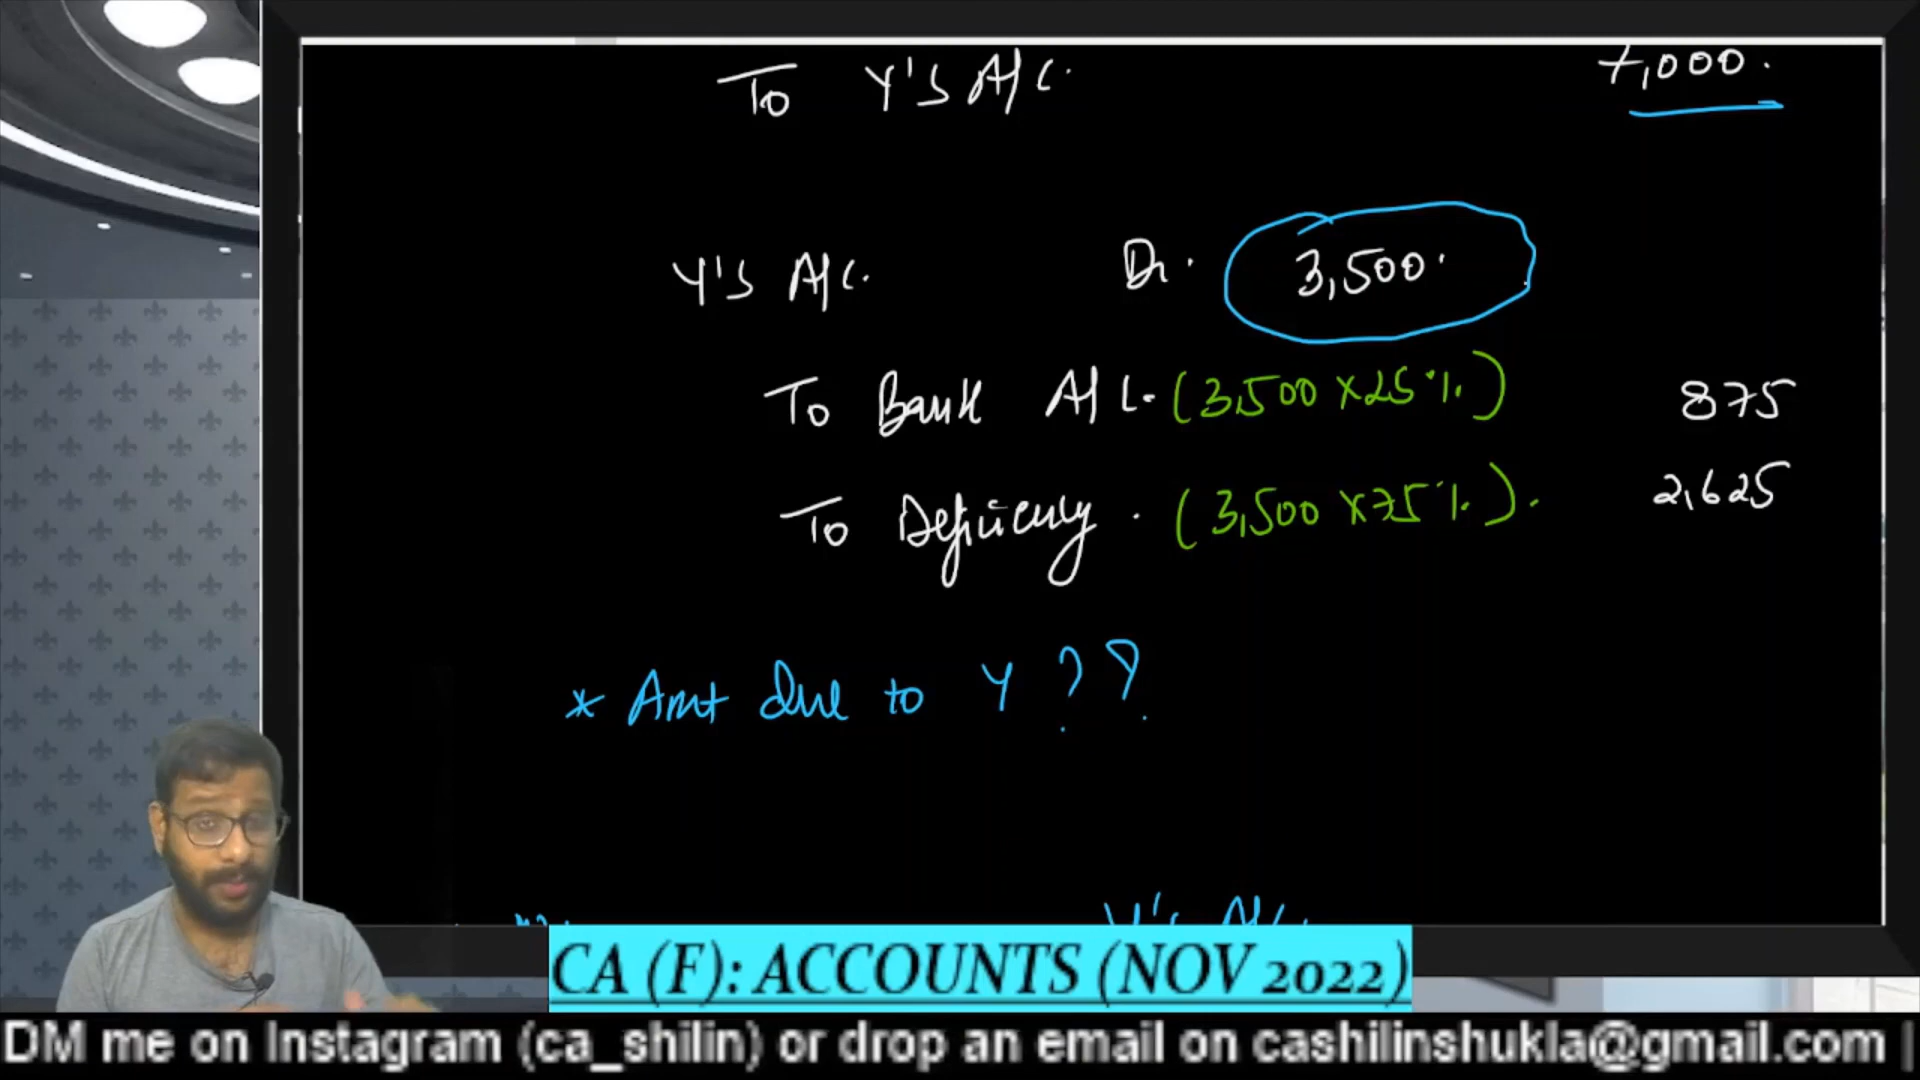 To Y's A/c.
7,000.
Y's A/c. Dr. 3,500.
To Bank A/c. (3,500 x 25%) 875
To Deficiency. (3,500 x 75%). 2,625
* Amt due to Y ??
Y's A/c.
CA (F): ACCOUNTS (NOV 2022)
DM me on Instagram (ca_shilin) or drop an email on cashilinshukla@gmail.com |